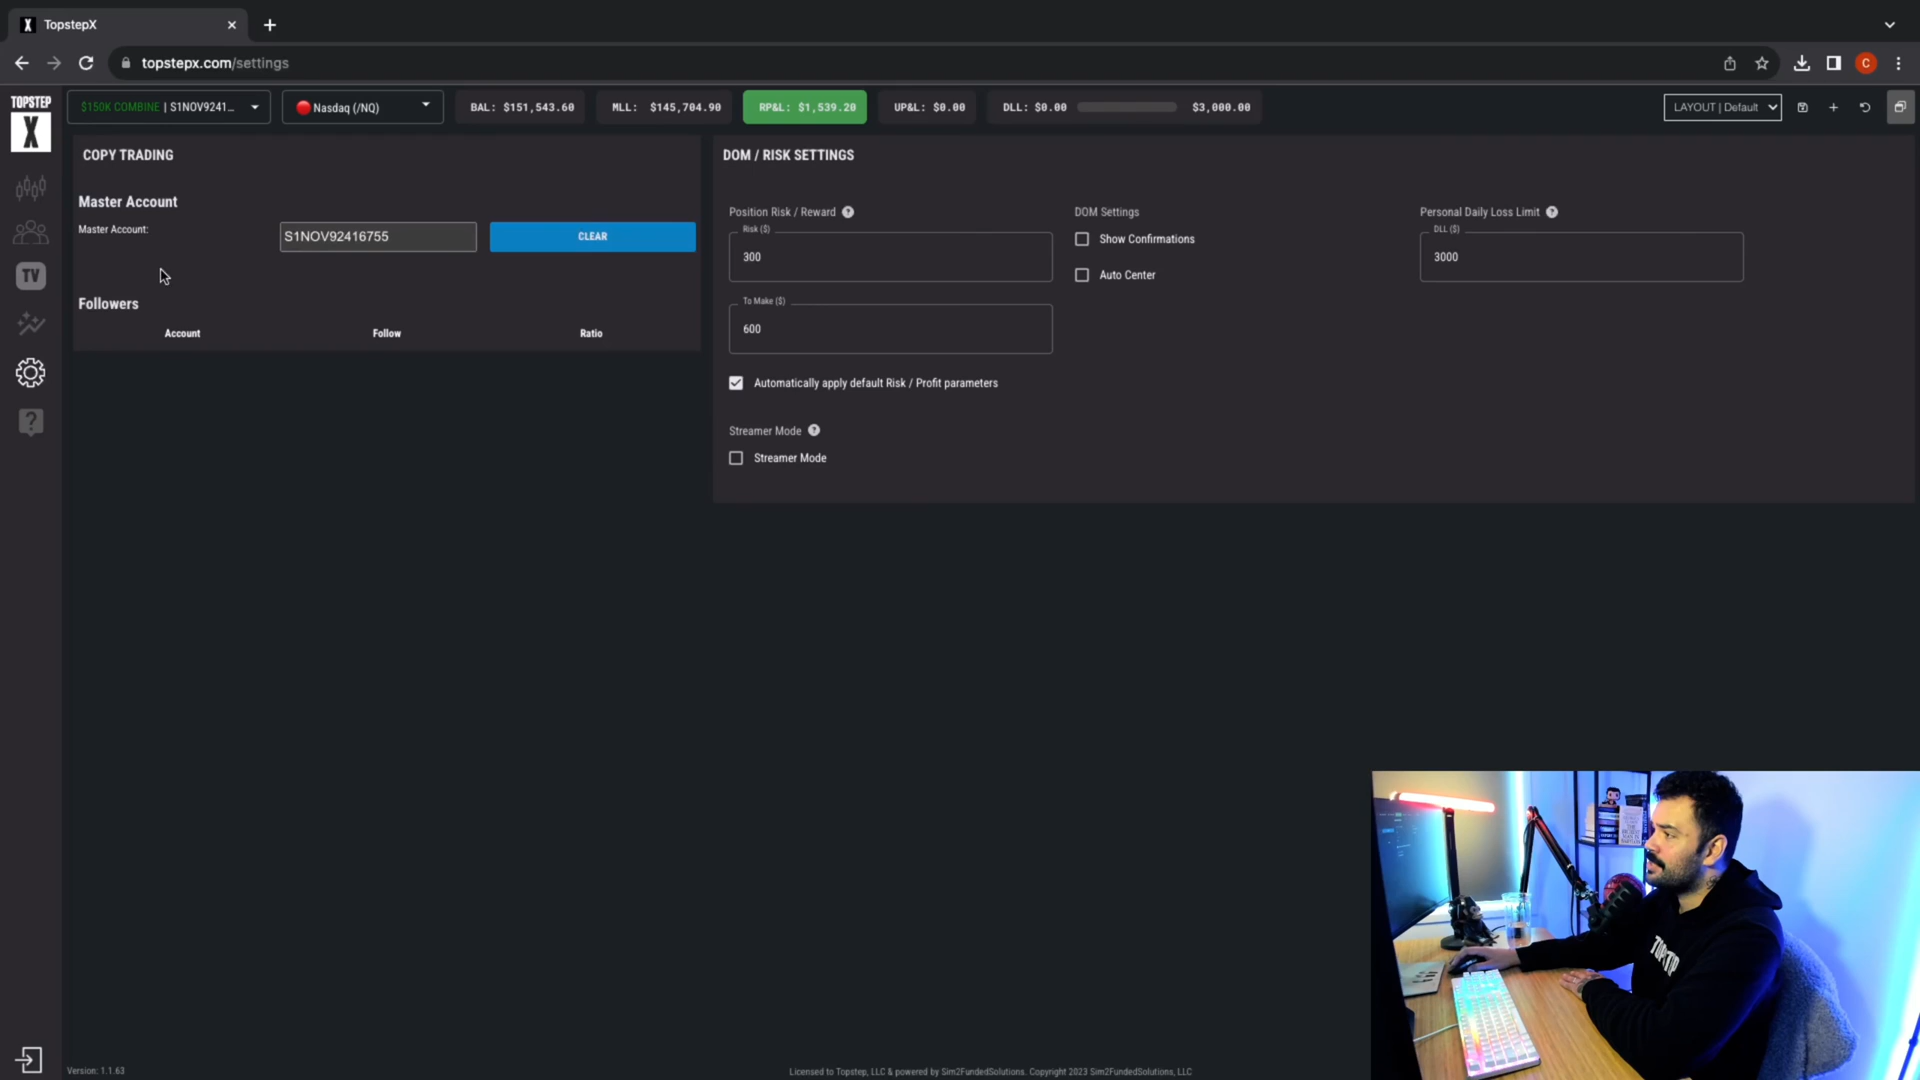 TopstepX
topstepx.com/settings
C
TOPSTEP
X
$150K COMBINE | S1NOV9241...
Nasdaq (/NQ)
BAL: $151,543.60
MLL: $145,704.90
RP&L: $1,539.20
UP&L: $0.00
DLL: $0.00
$3,000.00
LAYOUT | Default
TV
COPY TRADING
Master Account
Master Account:
S1NOV92416755
CLEAR
Followers
Account
Follow
Ratio
DOM / RISK SETTINGS
Position Risk / Reward
Risk ($)
300
To Make ($)
600
Automatically apply default Risk / Profit parameters
Streamer Mode
Streamer Mode
DOM Settings
Show Confirmations
Auto Center
Personal Daily Loss Limit
DLL ($)
3000
TOPSTEP
Version: 1.1.63
Licensed to Topstep, LLC & powered by Sim2FundedSolutions. Copyright 2023 Sim2FundedSolutions, LLC